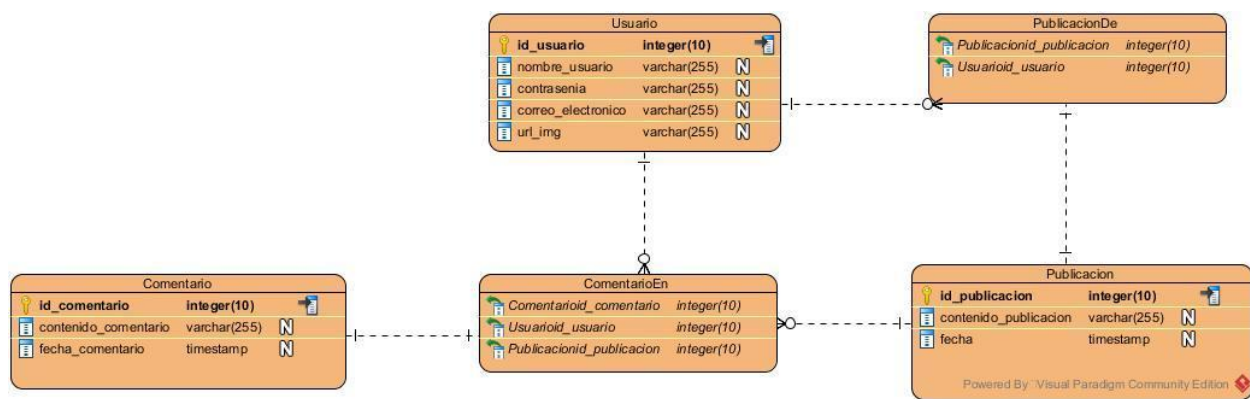 Usuario
id_usuario integer(10)
nombre_usuario varchar(255) N
contrasenia varchar(255) N
correo_electronico varchar(255) N
url_img varchar(255) N
PublicacionDe
Publicacionid_publicacion integer(10)
Usuarioid_usuario integer(10)
Comentario
id_comentario integer(10)
contenido_comentario varchar(255) N
fecha_comentario timestamp N
ComentarioEn
Comentarioid_comentario integer(10)
Usuarioid_usuario integer(10)
Publicacionid_publicacion integer(10)
Publicacion
id_publicacion integer(10)
contenido_publicacion varchar(255) N
fecha timestamp N
Powered By Visual Paradigm Community Edition